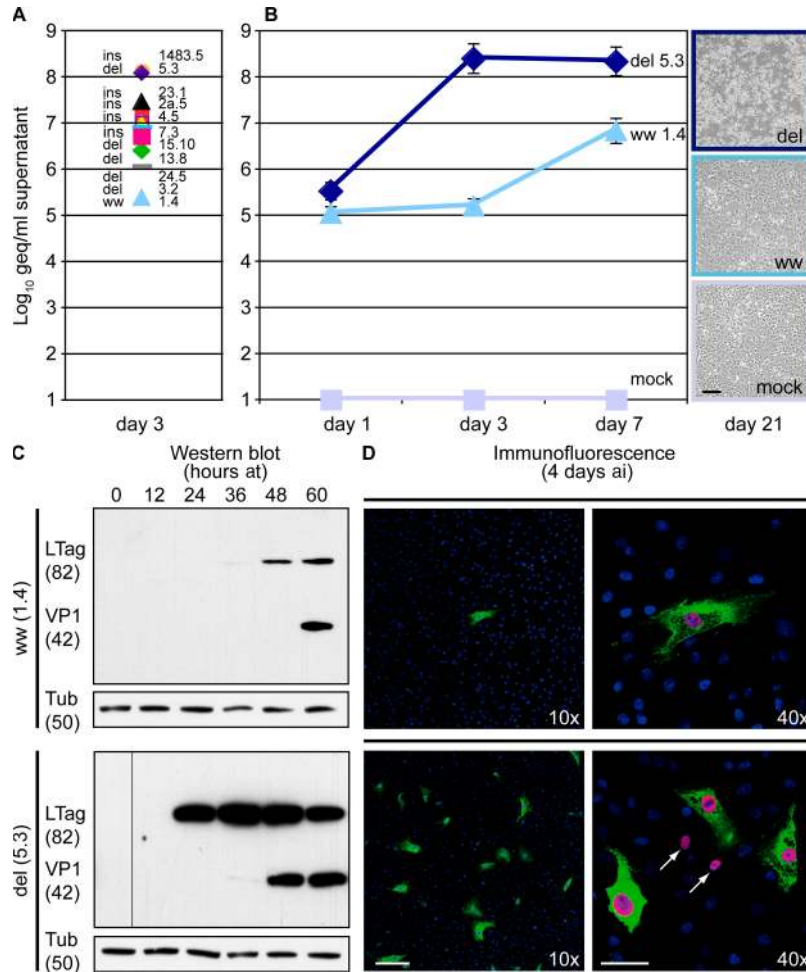 A
B
Log10 geq/ml supernatant
9
8
7
6
5
4
3
2
1
ins 1483.5
del 5.3
ins 23.1
ins 2a.5
ins 4.5
ins 7.3
del 15.10
del 13.8
del 24.5
del 3.2
ww 1.4
day 3
9
8
7
6
5
4
3
2
1
del 5.3
ww 1.4
mock
day 1 day 3 day 7
del
ww
mock
day 21
C
Western blot
(hours at)
0 12 24 36 48 60
ww (1.4)
LTag
(82)
VP1
(42)
Tub
(50)
del (5.3)
LTag
(82)
VP1
(42)
Tub
(50)
D
Immunofluorescence
(4 days ai)
10x
40x
10x
40x